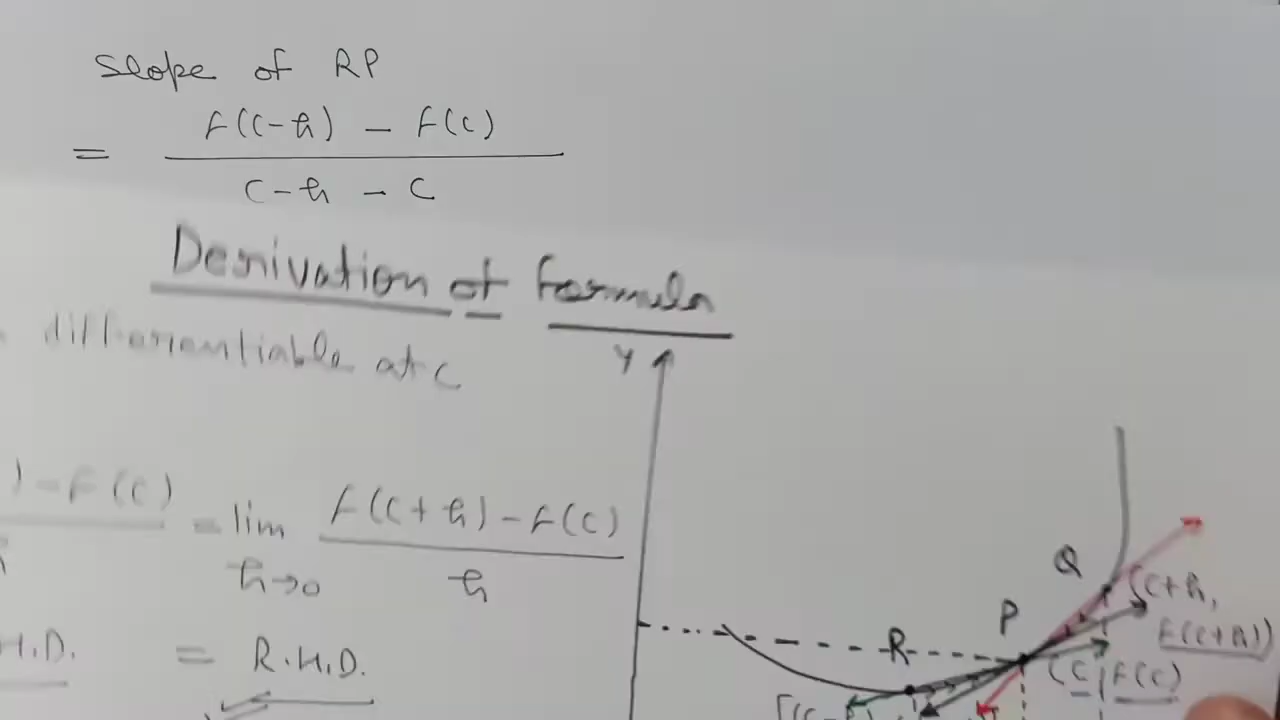 slope of RP
= F(c-h) - F(c)
c-h - c
Derivation of formula
differentiable at c
) - F(c) = lim F(c+h) - F(c)
h→0 h
H.D. = R.H.D.
Y
Q
(c+h,
F(c+h))
P
R
(c, F(c)